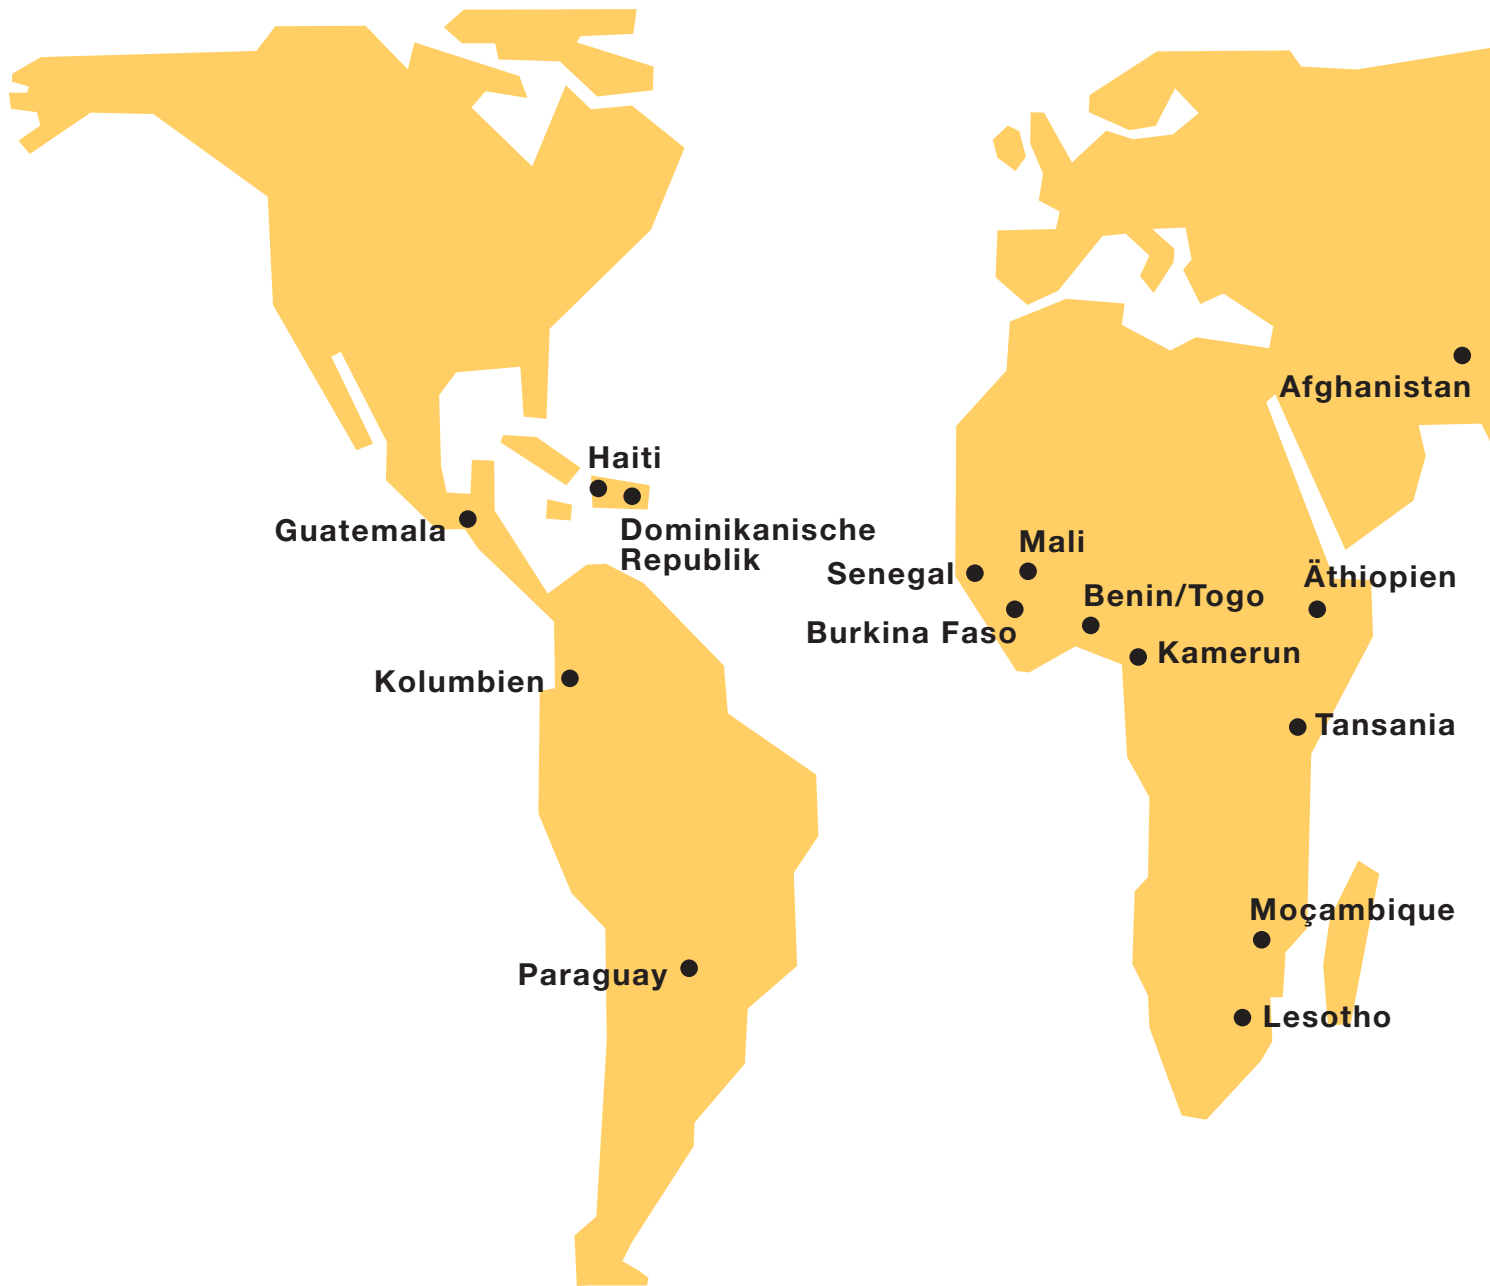 Afghanistan
Haiti
Guatemala
Dominikanische
Republik
Mali
Senegal
Äthiopien
Benin/Togo
Burkina Faso
Kamerun
Kolumbien
Tansania
Moçambique
Paraguay
Lesotho